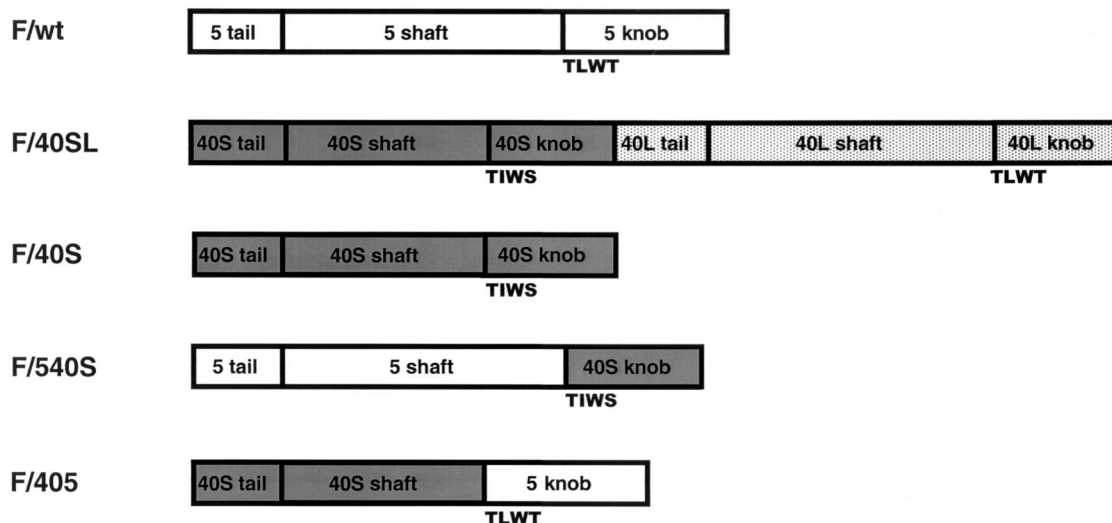 F/wt 5 tail 5 shaft 5 knob
TLWT
F/40SL 40S tail 40S shaft 40S knob 40L tail 40L shaft 40L knob
TIWS TLWT
F/40S 40S tail 40S shaft 40S knob
TIWS
F/540S 5 tail 5 shaft 40S knob
TIWS
F/405 40S tail 40S shaft 5 knob
TLWT